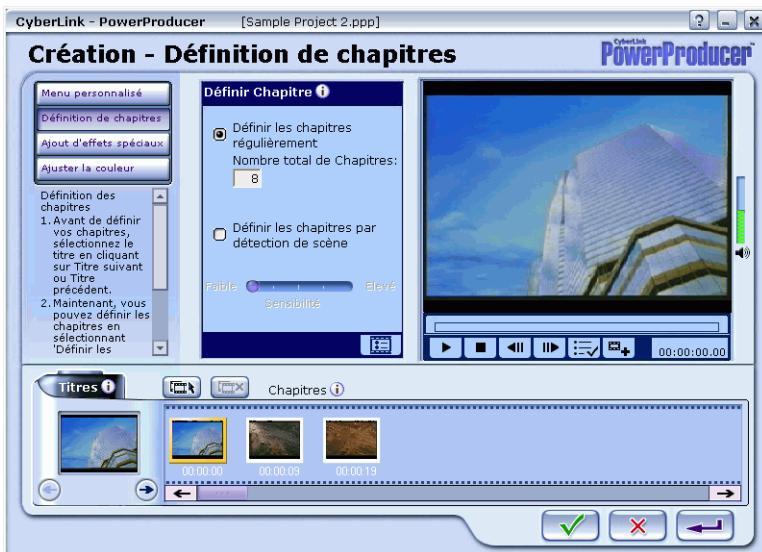 CyberLink - PowerProducer [Sample Project 2.ppp]
Création - Définition de chapitres
CyberLink
PowerProducer
Menu personnalisé
Définition de chapitres
Ajout d'effets spéciaux
Ajuster la couleur
Définition des
chapitres
1. Avant de définir
vos chapitres,
sélectionnez le
titre en cliquant
sur Titre suivant
ou Titre
précédent.
2. Maintenant, vous
pouvez définir les
chapitres en
sélectionnant
'Définir les
Définir Chapitre
Définir les chapitres
régulièrement
Nombre total de Chapitres:
8
Définir les chapitres par
détection de scène
Faible Elevé
Sensibilité
00:00:00.00
Titres
Chapitres
00:00:00 00:00:09 00:00:19